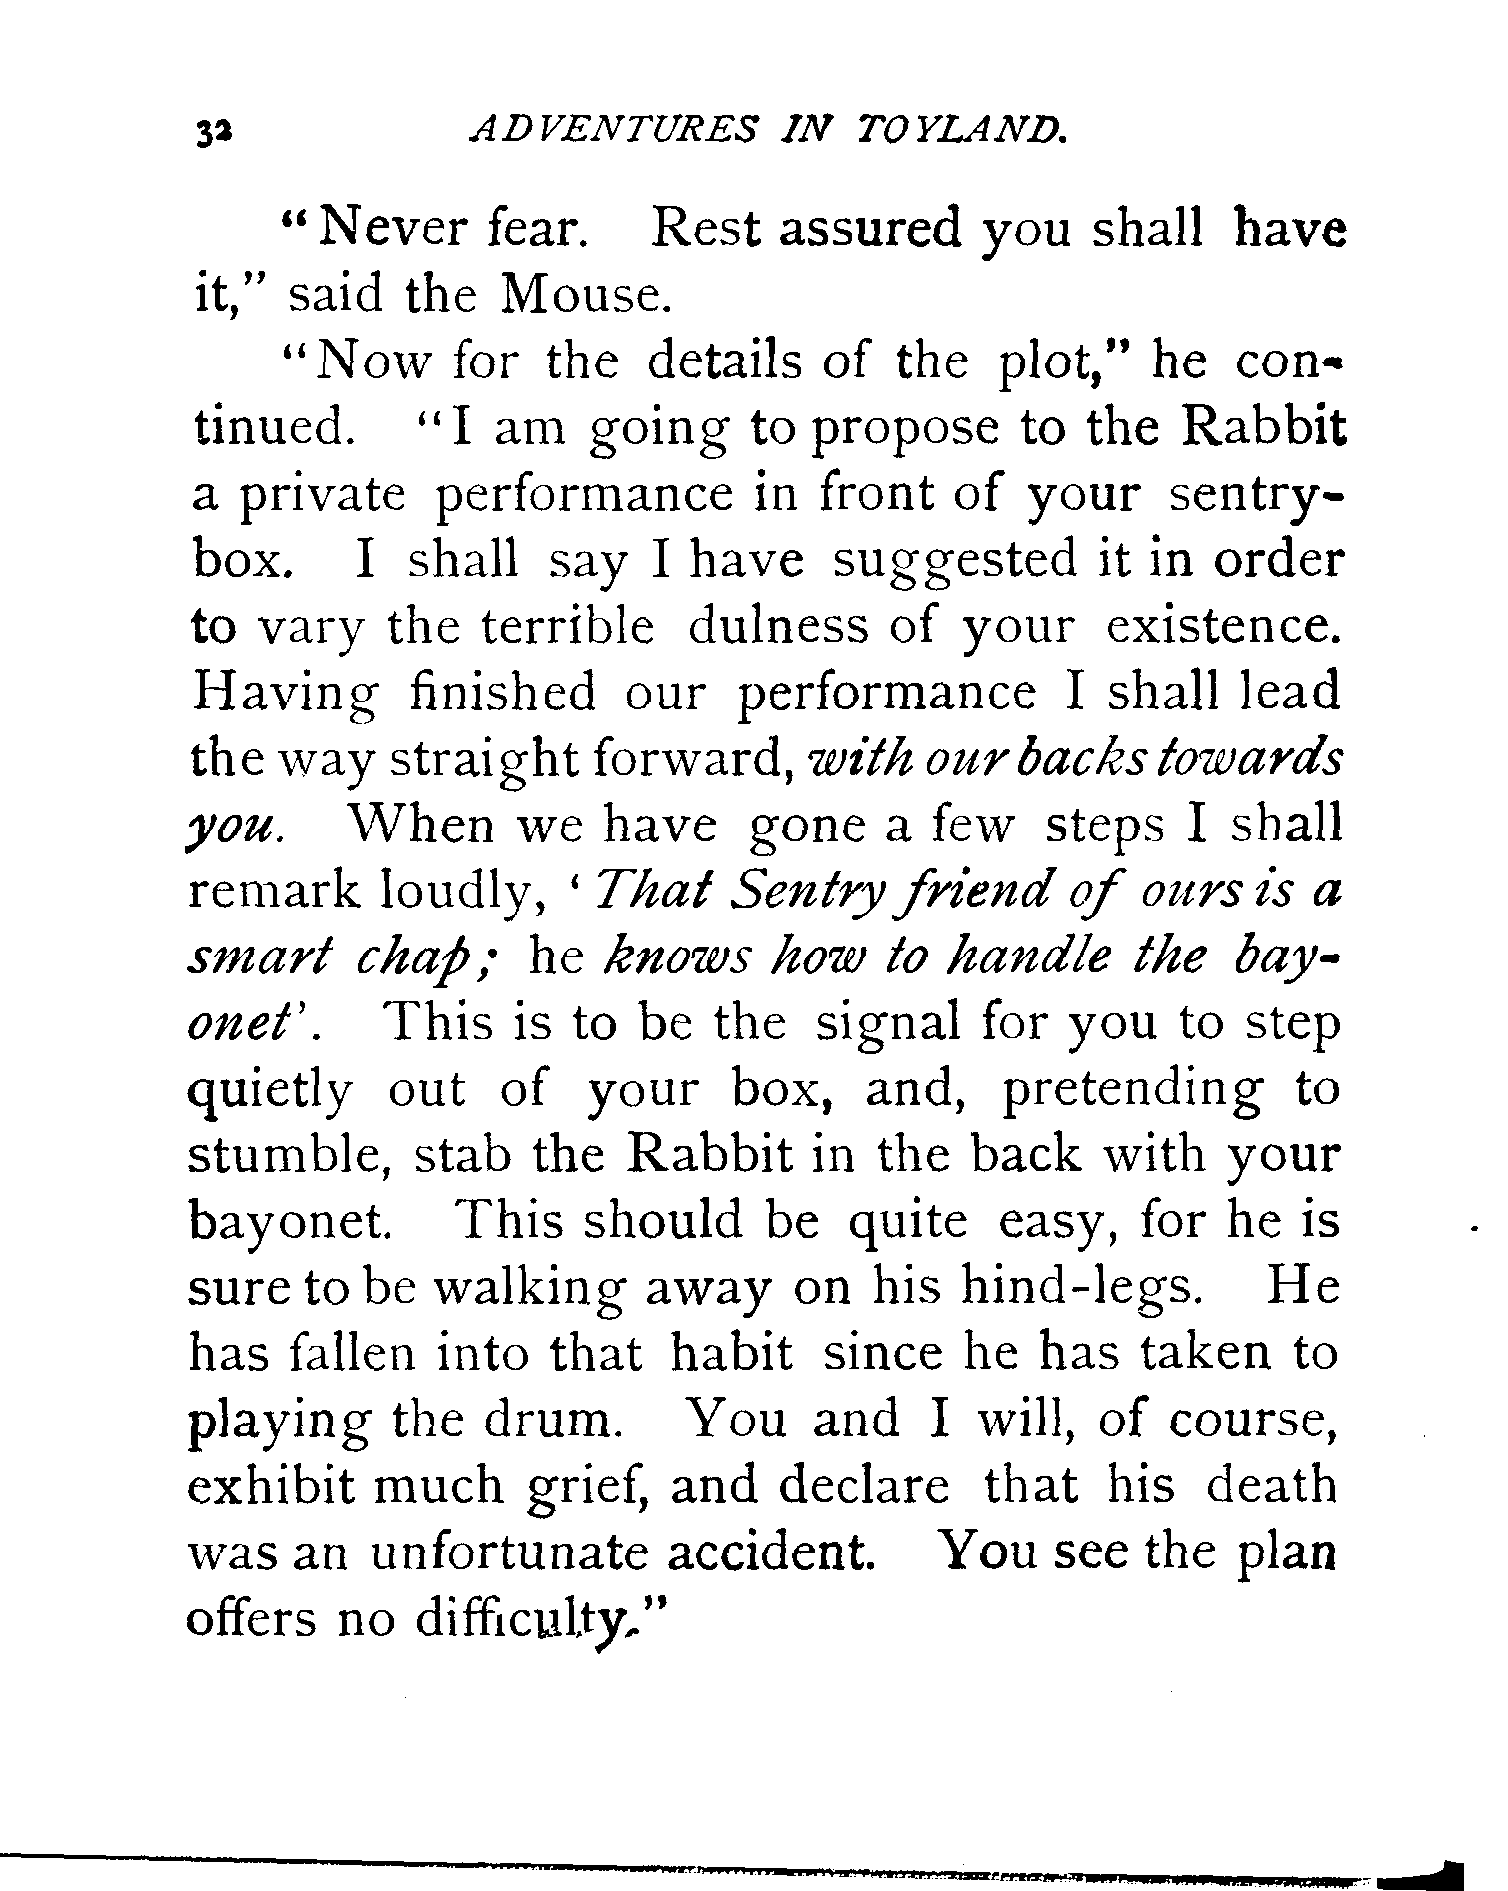 32 ADVENTURES IN TOYLAND.
“Never fear. Rest assured you shall have
it,” said the Mouse.
“Now for the details of the plot,” he con-
tinued. “I am going to propose to the Rabbit
a private performance in front of your sentry-
box. I shall say I have suggested it in order
to vary the terrible dulness of your existence.
Having finished our performance I shall lead
the way straight forward, with our backs towards
you. When we have gone a few steps I shall
remark loudly, ‘That Sentry friend of ours is a
smart chap; he knows how to handle the bay-
onet’. This is to be the signal for you to step
quietly out of your box, and, pretending to
stumble, stab the Rabbit in the back with your
bayonet. This should be quite easy, for he is
sure to be walking away on his hind-legs. He
has fallen into that habit since he has taken to
playing the drum. You and I will, of course,
exhibit much grief, and declare that his death
was an unfortunate accident. You see the plan
offers no difficulty.”